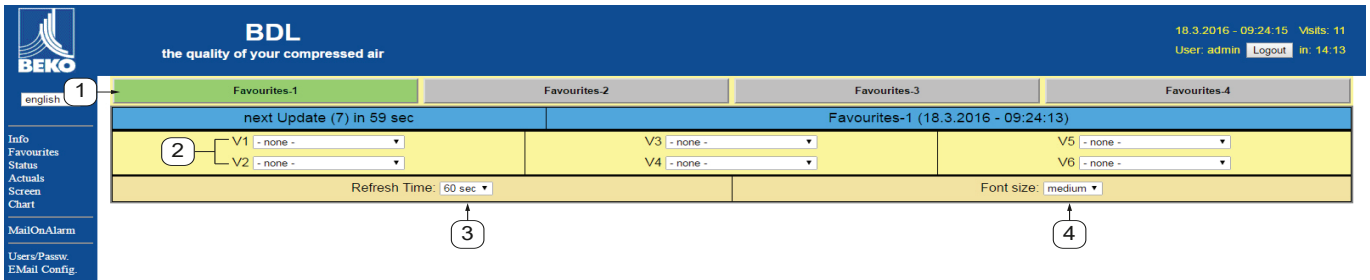 BEKO
BDL
the quality of your compressed air
18.3.2016 - 09:24:15 Visits: 11
User: admin Logout in: 14:13
english
1
Favourites-1 Favourites-2 Favourites-3 Favourites-4
next Update (7) in 59 sec Favourites-1 (18.3.2016 - 09:24:13)
2
V1 - none - V3 - none - V5 - none -
V2 - none - V4 - none - V6 - none -
Refresh Time: 60 sec Font size: medium
3 4
Info
Favourites
Status
Actuals
Screen
Chart
MailOnAlarm
Users/Passw.
EMail Config.